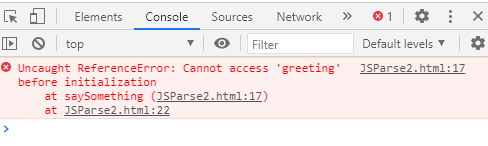 Elements Console Sources Network » 1
top Filter Default levels
Uncaught ReferenceError: Cannot access 'greeting' JSParse2.html:17
before initialization
at saySomething (JSParse2.html:17)
at JSParse2.html:22